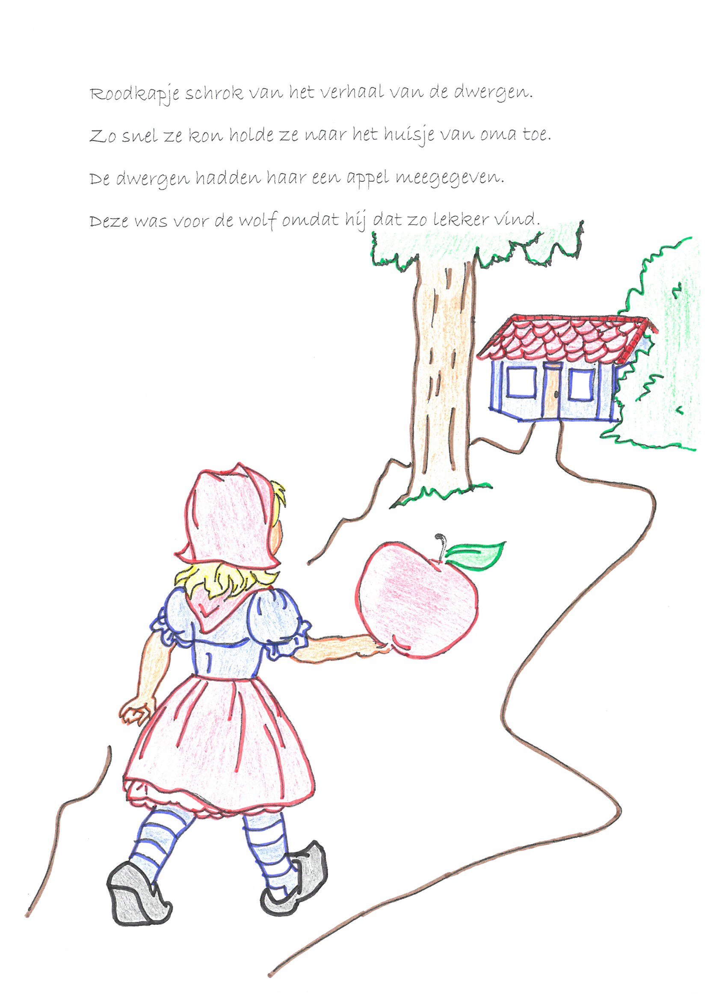 Roodkapje schrok van het verhaal van de dwergen.
Zo snel ze kon holde ze naar het huisje van oma toe.
De dwergen hadden haar een appel meegegeven.
Deze was voor de wolf omdat hij dat zo lekker vind.